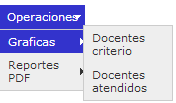 Operaciones
Graficas
Reportes
PDF
Docentes
criterio
Docentes
atendidos